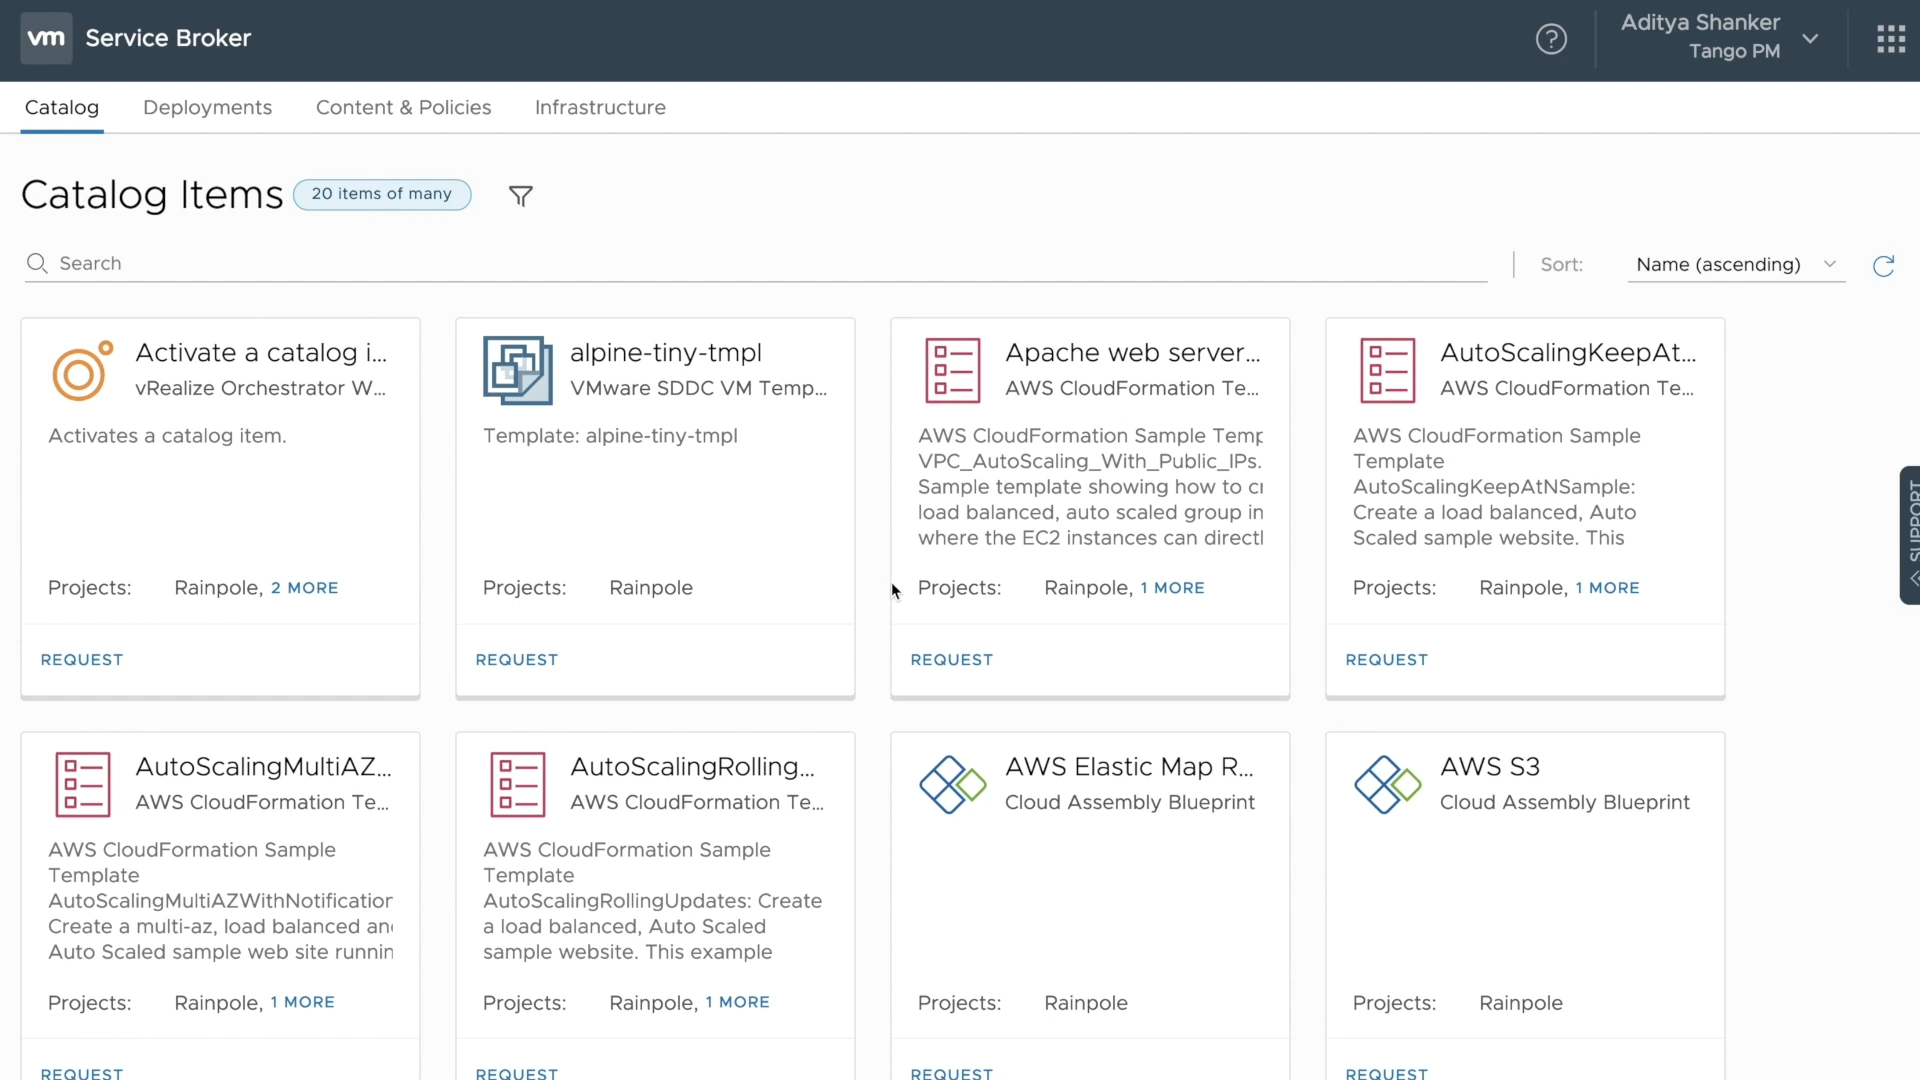 vm Service Broker
Aditya Shanker
Tango PM
Catalog Deployments Content & Policies Infrastructure
Catalog Items 20 items of many
Search
Sort: Name (ascending)
Activate a catalog i...
vRealize Orchestrator W...
Activates a catalog item.
Projects: Rainpole, 2 MORE
REQUEST
alpine-tiny-tmpl
VMware SDDC VM Temp...
Template: alpine-tiny-tmpl
Projects: Rainpole
REQUEST
Apache web server...
AWS CloudFormation Te...
AWS CloudFormation Sample Temp
VPC_AutoScaling_With_Public_IPs.
Sample template showing how to cr
load balanced, auto scaled group in
where the EC2 instances can directl
Projects: Rainpole, 1 MORE
REQUEST
AutoScalingKeepAt...
AWS CloudFormation Te...
AWS CloudFormation Sample
Template
AutoScalingKeepAtNSample:
Create a load balanced, Auto
Scaled sample website. This
Projects: Rainpole, 1 MORE
REQUEST
SUPPORT
AutoScalingMultiAZ...
AWS CloudFormation Te...
AWS CloudFormation Sample
Template
AutoScalingMultiAZWithNotification
Create a multi-az, load balanced and
Auto Scaled sample web site runnin
Projects: Rainpole, 1 MORE
REQUEST
AutoScalingRolling...
AWS CloudFormation Te...
AWS CloudFormation Sample
Template
AutoScalingRollingUpdates: Create
a load balanced, Auto Scaled
sample website. This example
Projects: Rainpole, 1 MORE
REQUEST
AWS Elastic Map R...
Cloud Assembly Blueprint
Projects: Rainpole
REQUEST
AWS S3
Cloud Assembly Blueprint
Projects: Rainpole
REQUEST